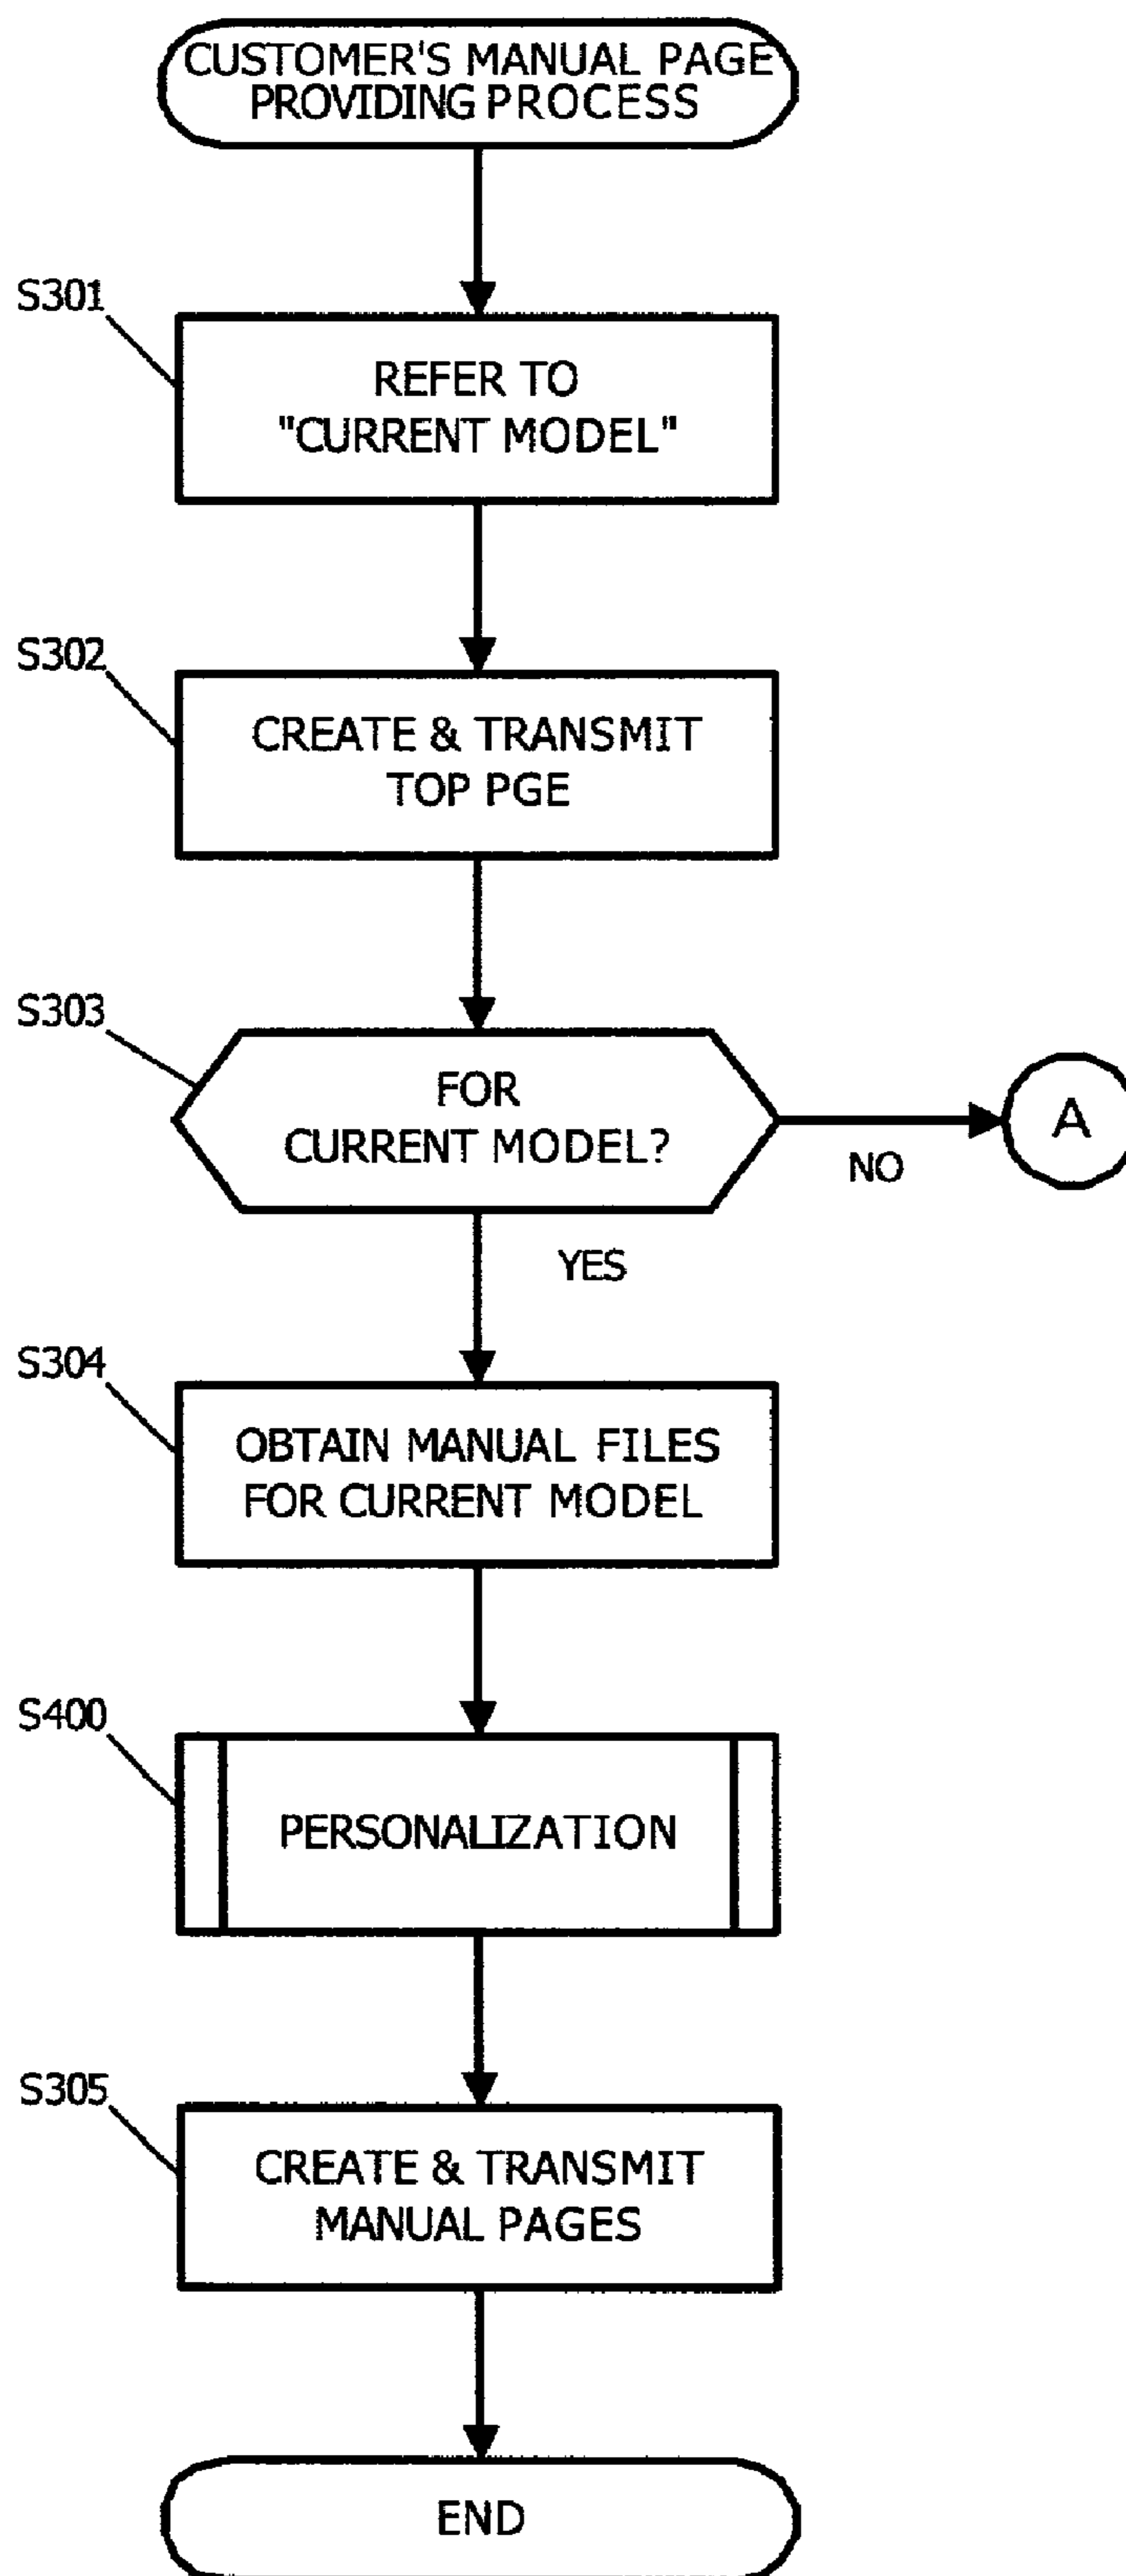 CUSTOMER'S MANUAL PAGE
PROVIDING PROCESS
S301
REFER TO
"CURRENT MODEL"
S302
CREATE & TRANSMIT
TOP PGE
S303
FOR
CURRENT MODEL?
A
NO
YES
S304
OBTAIN MANUAL FILES
FOR CURRENT MODEL
S400
PERSONALIZATION
S305
CREATE & TRANSMIT
MANUAL PAGES
END